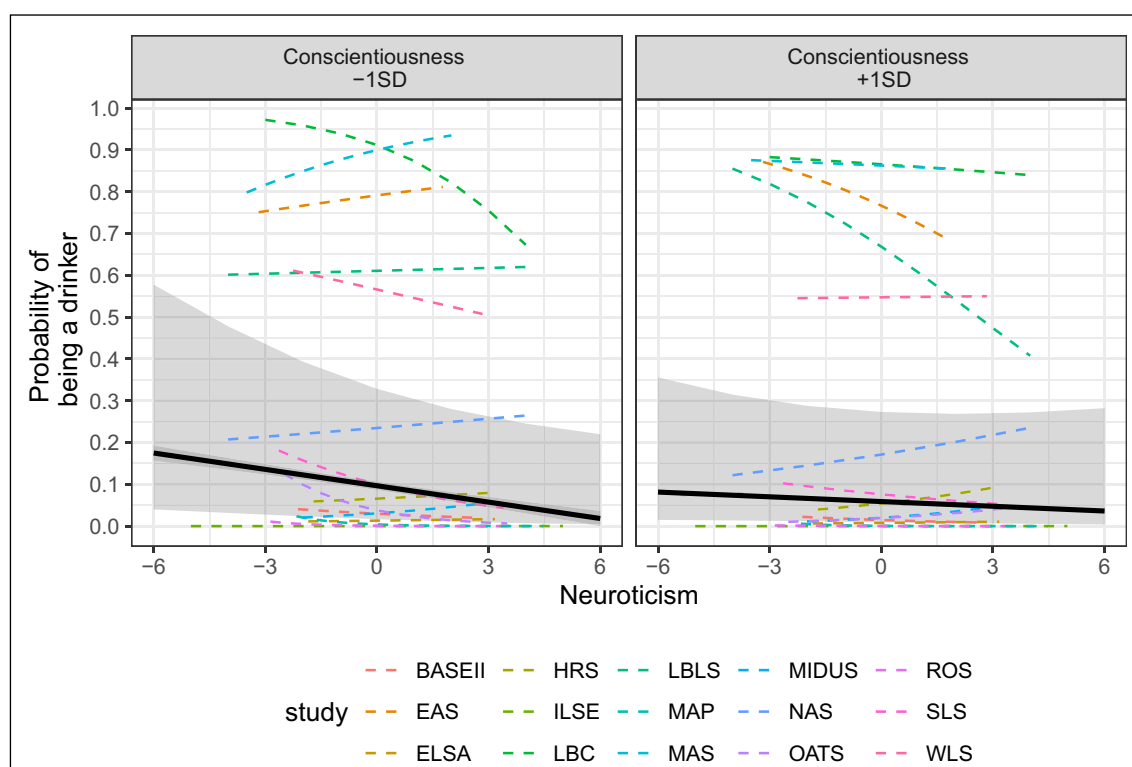 Conscientiousness
−1SD
Conscientiousness
+1SD
1.0
0.9
0.8
0.7
0.6
0.5
0.4
0.3
0.2
0.1
0.0
Probability of
being a drinker
−6 −3 0 3 6 −3 0 3 6
−6
Neuroticism
BASEII HRS LBLS MIDUS ROS
study EAS ILSE MAP NAS SLS
ELSA LBC MAS OATS WLS